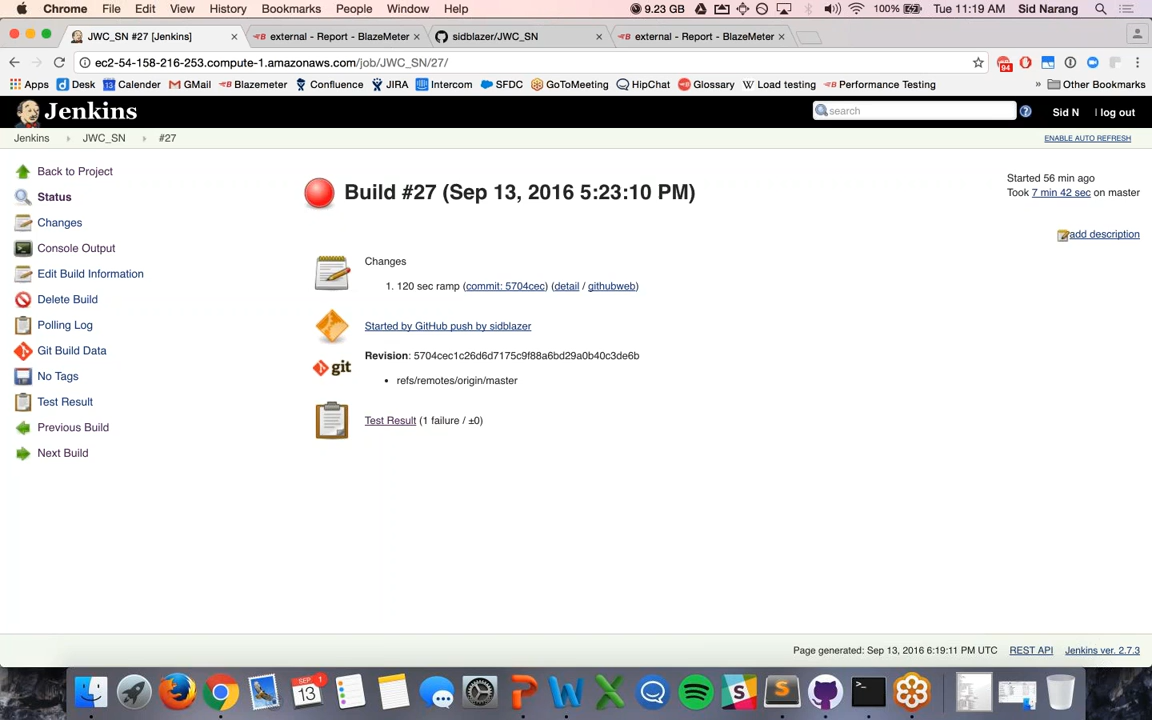 Chrome File Edit View History Bookmarks People Window Help 9.23 GB 100% Tue 11:19 AM Sid Narang
JWC_SN #27 [Jenkins] external - Report - BlazeMeter sidblazer/JWC_SN external - Report - BlazeMeter
ec2-54-158-216-253.compute-1.amazonaws.com/job/JWC_SN/27/ 94
Apps Desk 13 Calender GMail Blazemeter Confluence JIRA Intercom SFDC GoToMeeting HipChat Glossary Load testing Performance Testing » Other Bookmarks
Jenkins search Sid N | log out
Jenkins JWC_SN #27 ENABLE AUTO REFRESH
Back to Project
Status
Changes
Console Output
Edit Build Information
Delete Build
Polling Log
Git Build Data
No Tags
Test Result
Previous Build
Next Build
Build #27 (Sep 13, 2016 5:23:10 PM)
Started 56 min ago
Took 7 min 42 sec on master
add description
Changes
1. 120 sec ramp (commit: 5704cec) (detail / githubweb)
Started by GitHub push by sidblazer
git
Revision: 5704cec1c26d6d7175c9f88a6bd29a0b40c3de6b
• refs/remotes/origin/master
Test Result (1 failure / ±0)
Page generated: Sep 13, 2016 6:19:11 PM UTC REST API Jenkins ver. 2.7.3
SEP 13 1